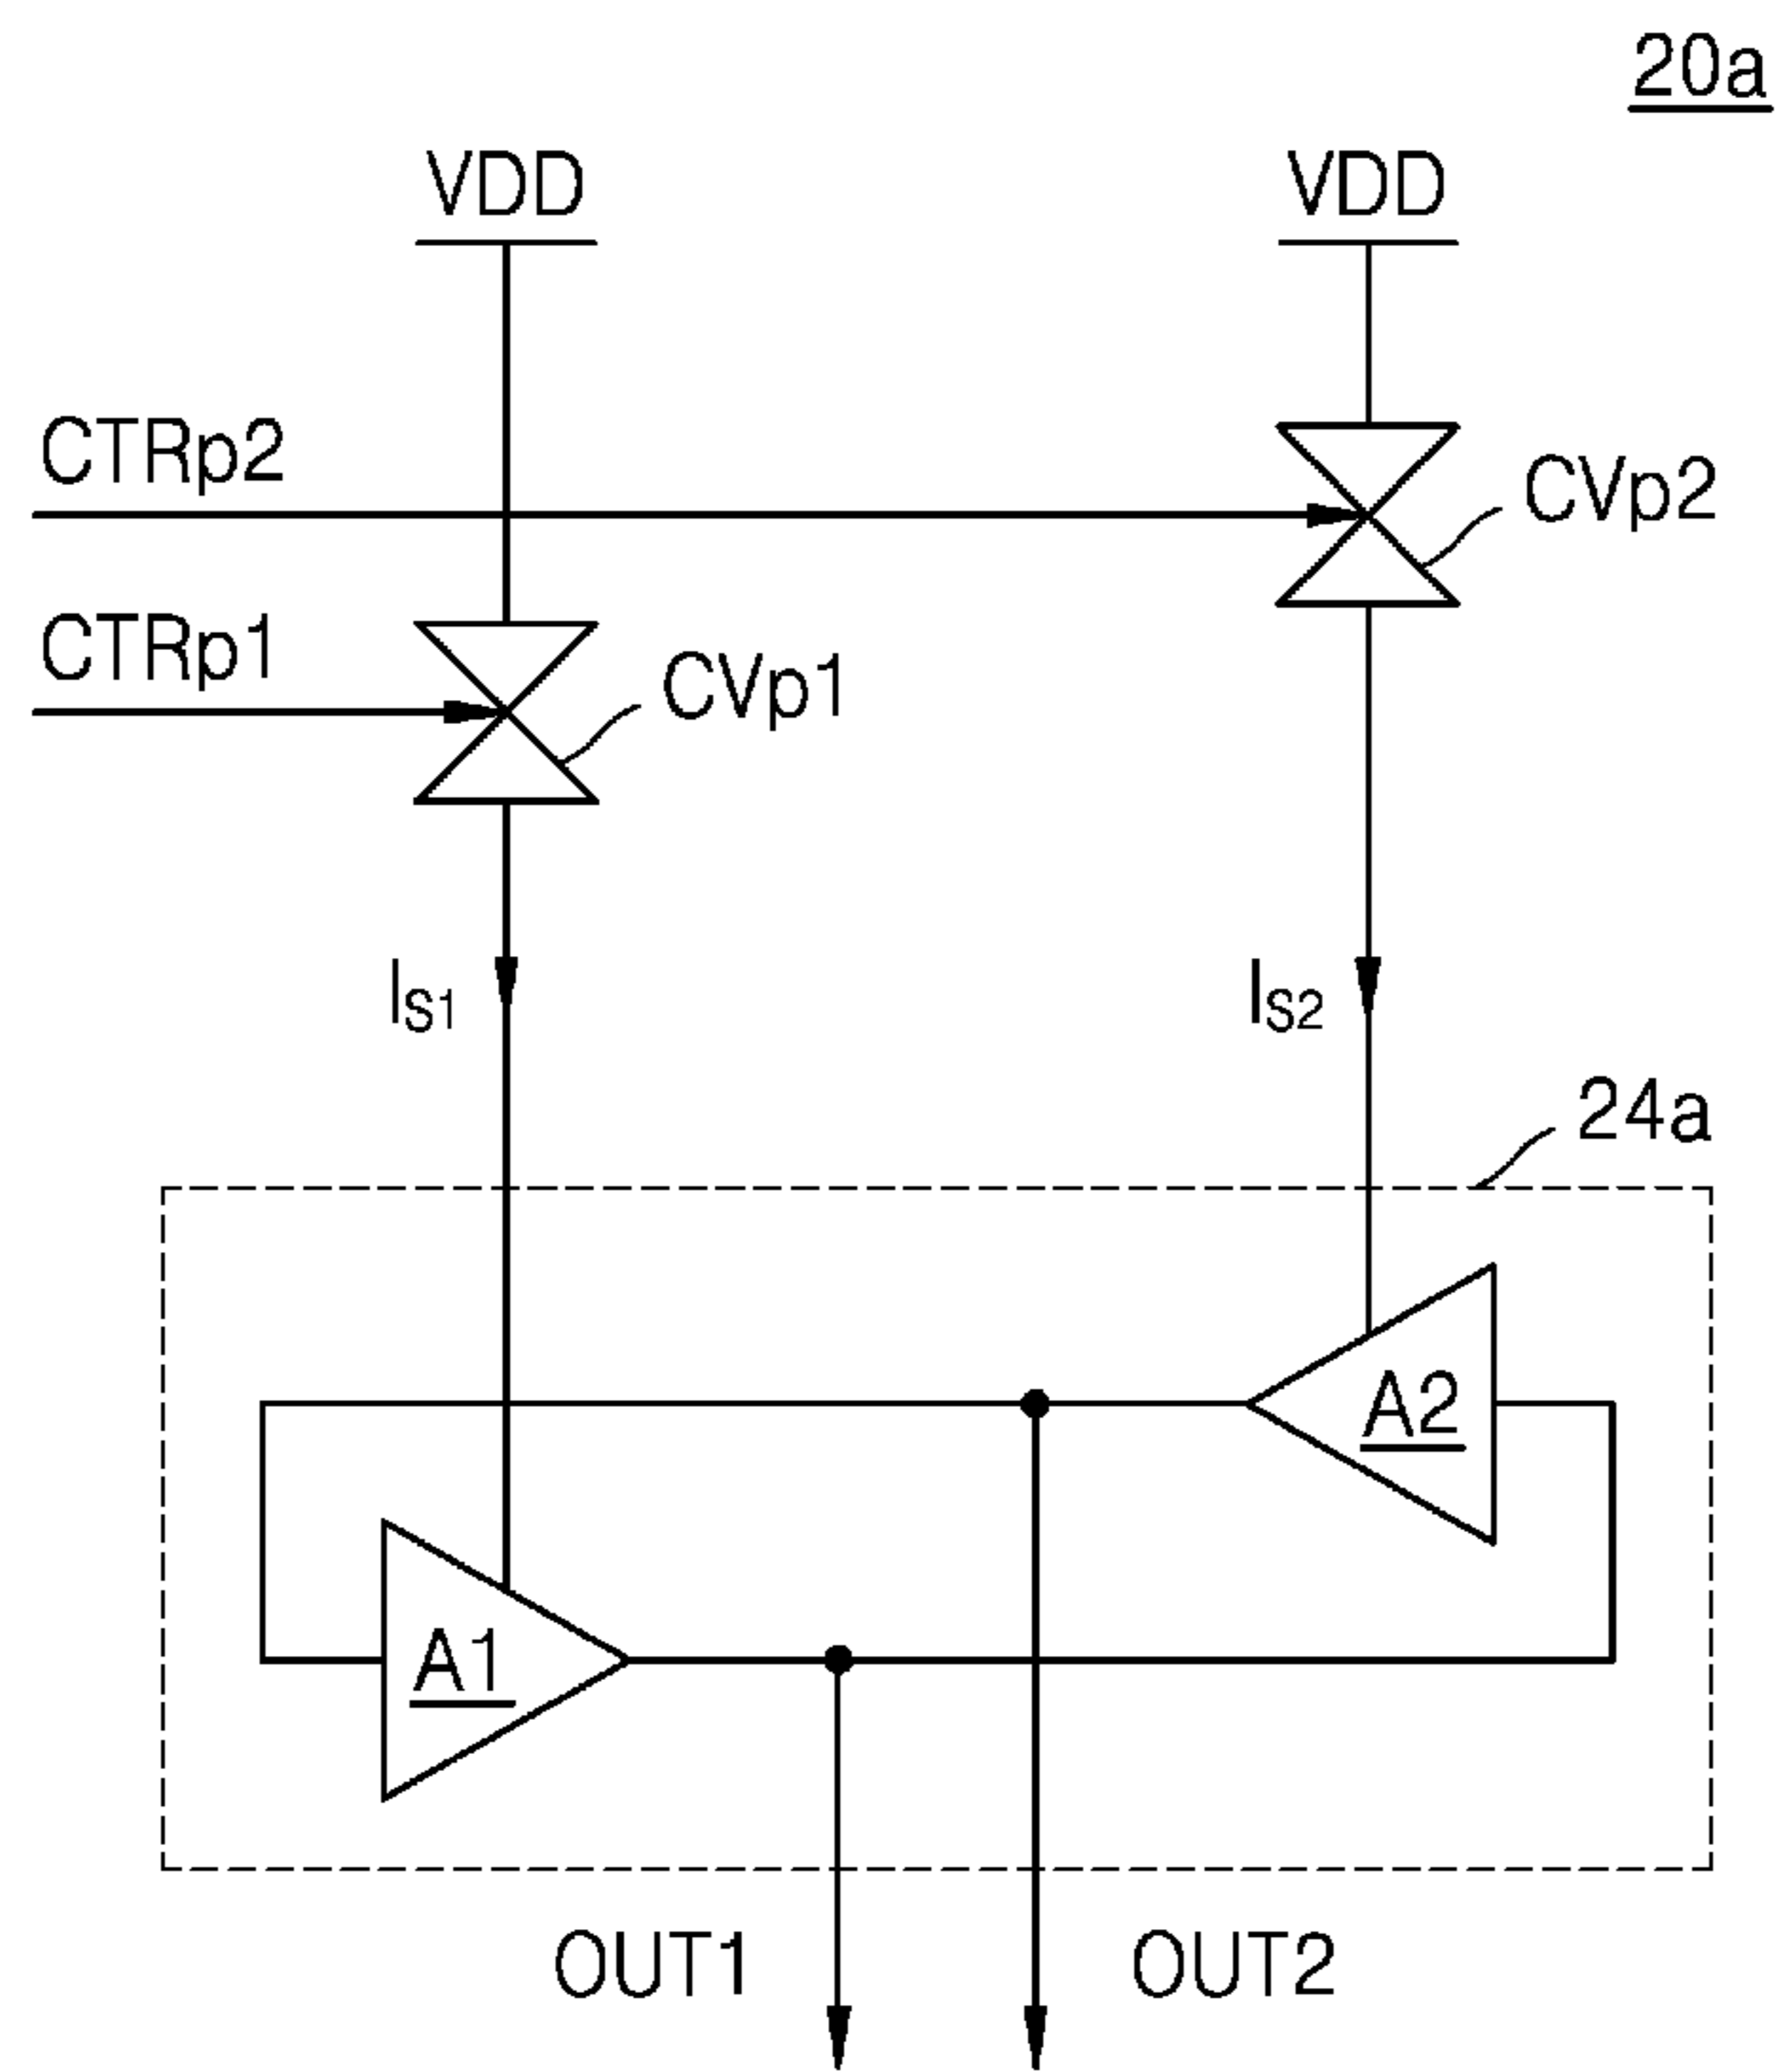 20a
VDD VDD
CTRp2
CVp2
CTRp1
CVp1
IS1 IS2
24a
A2
A1
OUT1 OUT2